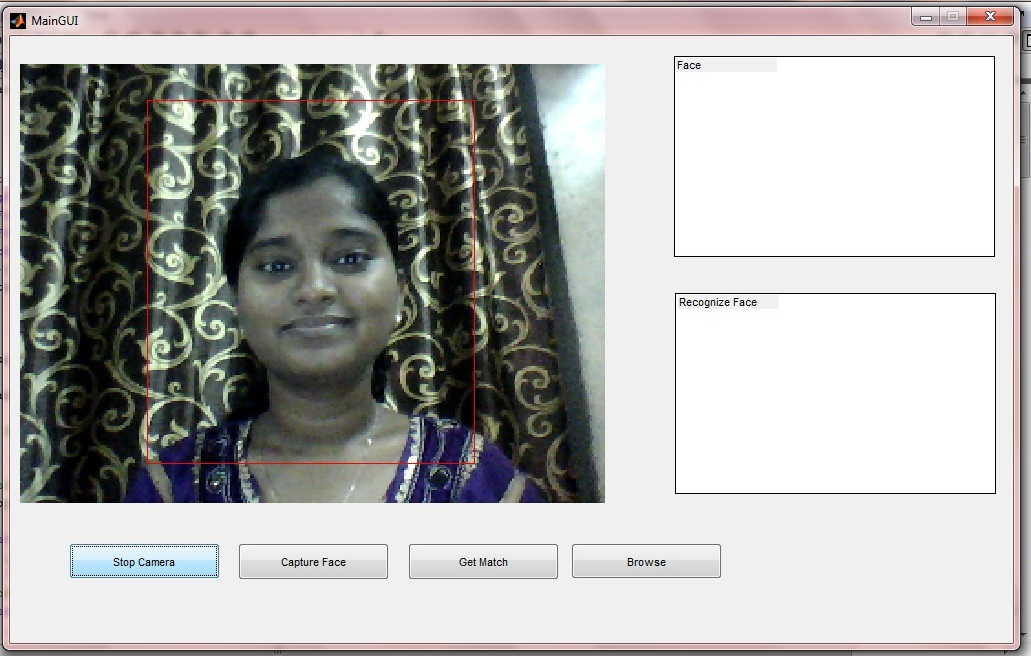 MainGUI
Face
Recognize Face
Stop Camera
Capture Face
Get Match
Browse